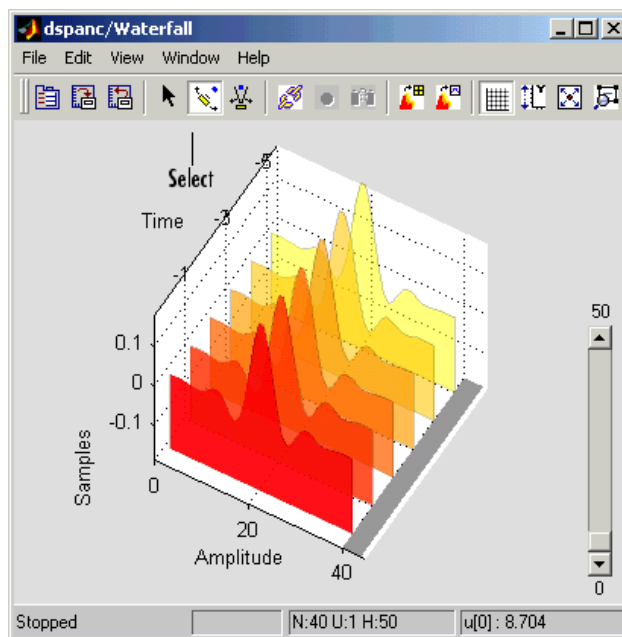 dspanc/Waterfall
File Edit View Window Help
Select
Time
-5
-3
-1
0.1
0
-0.1
Samples
0
20
40
Amplitude
50
0
Stopped
N:40 U:1 H:50
u[0] : 8.704